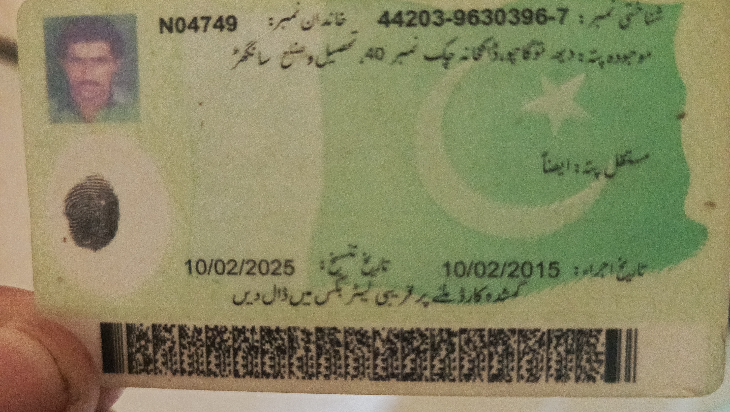 شناختی نمبر: 44203-9630396-7 خاندان نمبر: N04749
موجودہ پتہ: دیہہ ڈاکخانہ چک نمبر 40، تحصیل وضلع سانگھڑ
مستقل پتہ: ایضاً
تاریخ اجراء: 10/02/2015 تاریخ تنسیخ: 10/02/2025
گمشدہ کارڈ ملنے پر قریبی لیٹر بکس میں ڈال دیں